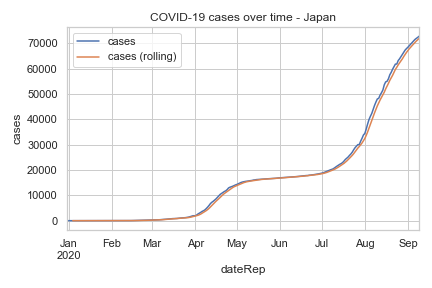 COVID-19 cases over time - Japan
cases
cases (rolling)
70000
60000
50000
40000
30000
20000
10000
0
cases
Jan Feb Mar Apr May Jun Jul Aug Sep
2020
dateRep